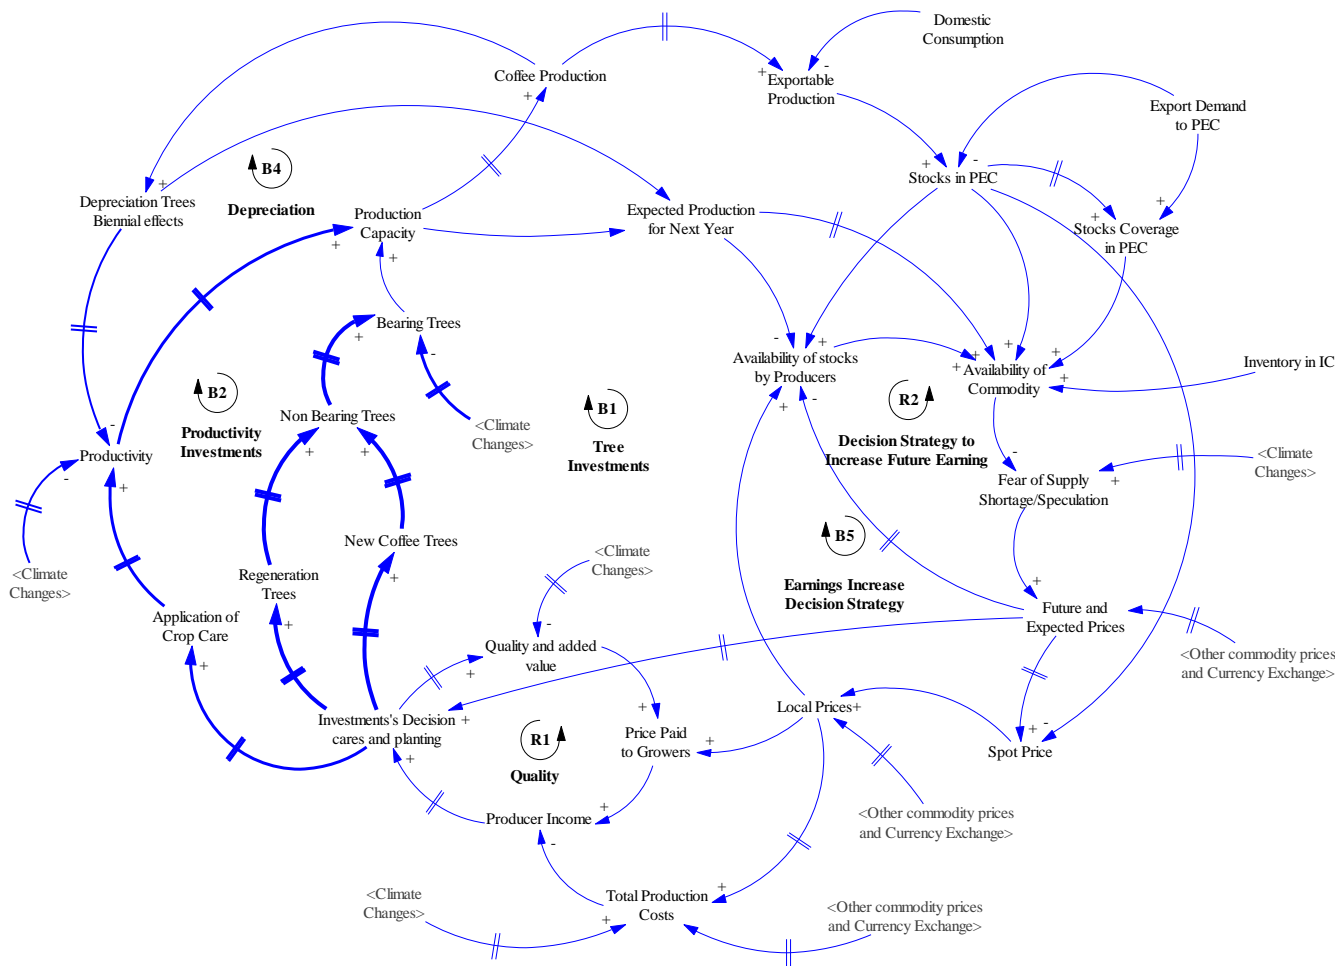 Domestic
Consumption
Coffee Production
+
+
-
Exportable
Production
Export Demand
to PEC
B4
Depreciation
+
Depreciation Trees
Biennial effects
+
-
Stocks in PEC
+
+
Stocks Coverage
in PEC
Production
Capacity
+
+
Expected Production
for Next Year
Bearing Trees
+
-
-
+
Availability of stocks
by Producers
+
-
+
+
+
+
+
Availability of
Commodity
Inventory in IC
B2
Productivity
Investments
Non Bearing Trees
+
+
<Climate
Changes>
B1
Tree
Investments
R2
Decision Strategy to
Increase Future Earning
-
Productivity
-
+
-
Fear of Supply
Shortage/Speculation
+
<Climate
Changes>
New Coffee Trees
+
B5
Earnings Increase
Decision Strategy
<Climate
Changes>
Regeneration
Trees
+
<Climate
Changes>
+
Future and
Expected Prices
Application of
Crop Care
+
-
Quality and added
value
+
<Other commodity prices
and Currency Exchange>
Investments's Decision
cares and planting
+
+
R1
Quality
+
Price Paid
to Growers
+
Local Prices+
+
-
Spot Price
Producer Income
+
-
<Other commodity prices
and Currency Exchange>
<Climate
Changes>
+
Total Production
Costs
+
<Other commodity prices
and Currency Exchange>